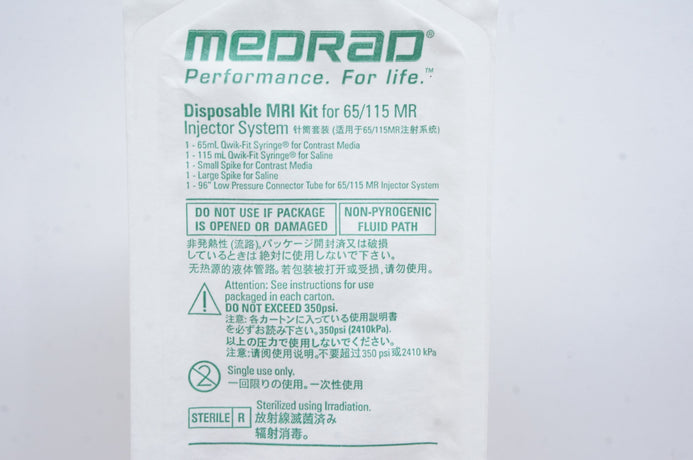 MEDRAD®
Performance. For life.™
Disposable MRI Kit for 65/115 MR
Injector System 针筒套装 (适用于65/115MR注射系统)
1 - 65mL Qwik-Fit Syringe® for Contrast Media
1 - 115 mL Qwik-Fit Syringe® for Saline
1 - Small Spike for Contrast Media
1 - Large Spike for Saline
1 - 96" Low Pressure Connector Tube for 65/115 MR Injector System
DO NOT USE IF PACKAGE
IS OPENED OR DAMAGED
NON-PYROGENIC
FLUID PATH
非発熱性 (流路)。パッケージ開封済又は破損
しているときは絶対に使用しないで下さい。
无热源的液体管路。若包装被打开或受损,请勿使用。
Attention: See instructions for use
packaged in each carton.
DO NOT EXCEED 350psi.
注意: 各カートンに入っている使用説明書
を必ずお読み下さい。350psi (2410kPa).
以上の圧力で使用しないでください。
注意:请阅使用说明。不要超过350 psi 或2410 kPa
2
Single use only.
一回限りの使用。一次性使用
STERILE R
Sterilized using Irradiation.
放射線滅菌済み
辐射消毒。